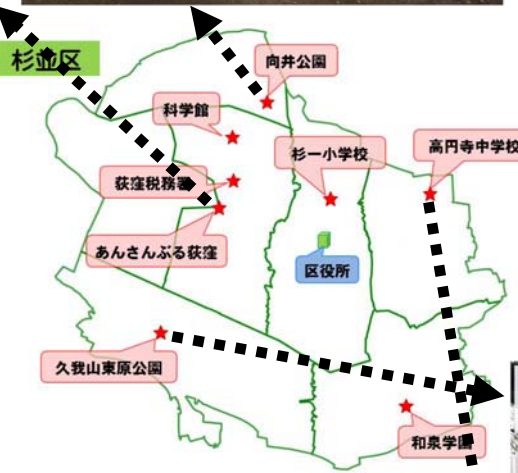 杉並区
向井公園
科学館
杉一小学校
高円寺中学校
荻窪税務署
あんさんぶる荻窪
区役所
久我山東原公園
和泉学園